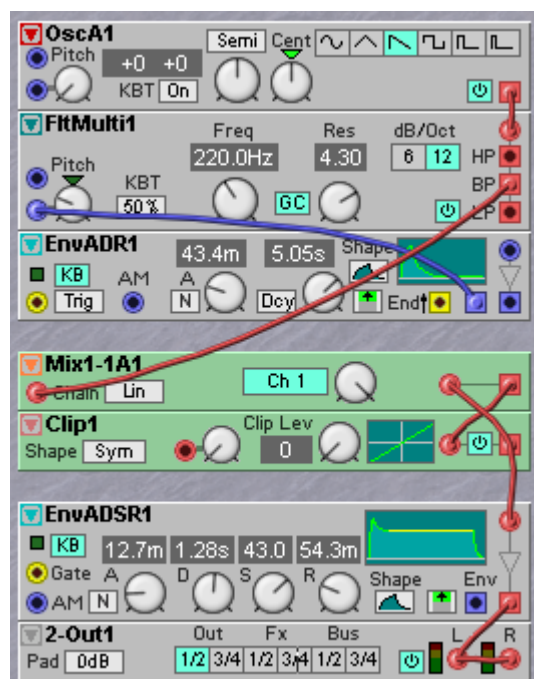 OscA1
Pitch +0 +0 Semi Cent
KBT On
FltMulti1
Freq Res dB/Oct
220.0Hz 4.30 6 12 HP
Pitch KBT BP
50% GC LP
EnvADR1
43.4m 5.05s Shape
KB AM A
Trig N Dcy End
Mix1-1A1
Chain Lin Ch 1
Clip1
Clip Lev
Shape Sym 0
EnvADSR1
KB 12.7m 1.28s 43.0 54.3m
Gate A D S R Shape Env
AM N
2-Out1 Out Fx Bus L R
Pad 0dB 1/2 3/4 1/2 3/4 1/2 3/4